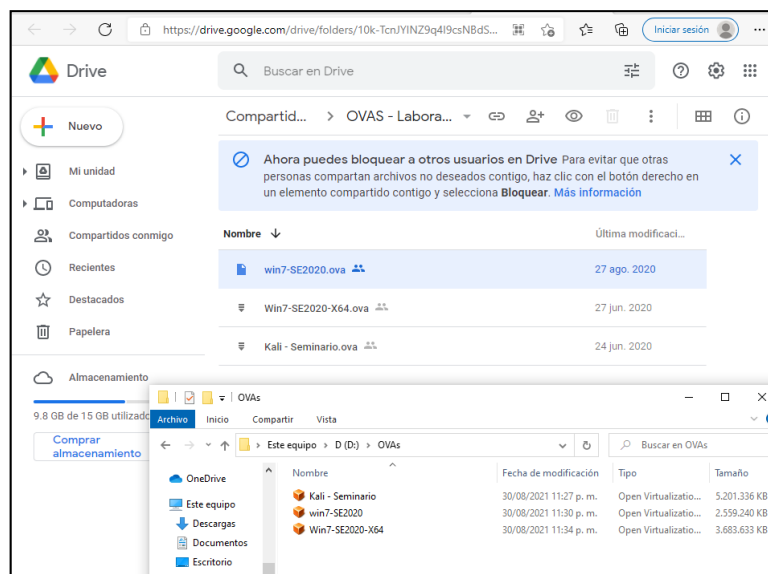 https://drive.google.com/drive/folders/10k-TcnJYINZ9q4I9csNBdS...
Iniciar sesión
Drive
Buscar en Drive
Nuevo
Compartid... > OVAS - Labora...
Ahora puedes bloquear a otros usuarios en Drive Para evitar que otras
personas compartan archivos no deseados contigo, haz clic con el botón derecho en
un elemento compartido contigo y selecciona Bloquear. Más información
Mi unidad
Computadoras
Compartidos conmigo
Recientes
Destacados
Papelera
Almacenamiento
9.8 GB de 15 GB utilizado
Comprar
almacenamiento
Nombre Última modificaci...
win7-SE2020.ova 27 ago. 2020
Win7-SE2020-X64.ova 27 jun. 2020
Kali - Seminario.ova 24 jun. 2020
OVAs
Archivo Inicio Compartir Vista
Este equipo > D (D:) > OVAs Buscar en OVAs
OneDrive
Este equipo
Descargas
Documentos
Escritorio
Nombre Fecha de modificación Tipo Tamaño
Kali - Seminario 30/08/2021 11:27 p. m. Open Virtualizatio... 5.201.336 KB
win7-SE2020 30/08/2021 11:30 p. m. Open Virtualizatio... 2.559.240 KB
Win7-SE2020-X64 30/08/2021 11:34 p. m. Open Virtualizatio... 3.683.633 KB